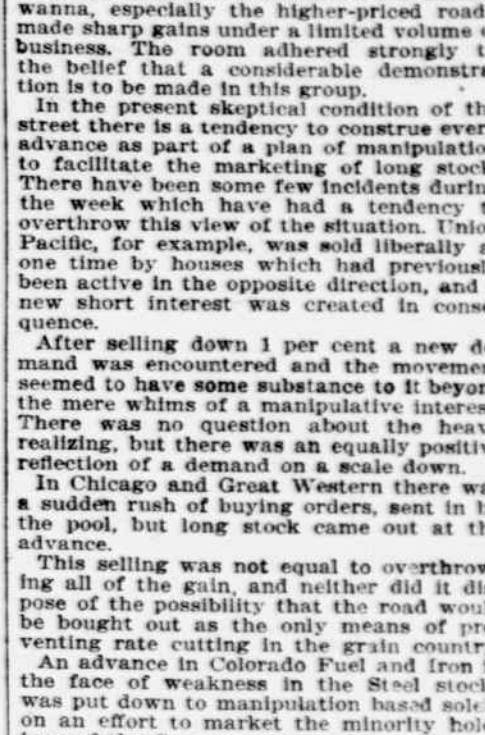 wanna, especially the higher-priced road
made sharp gains under a limited volume
business. The room adhered strongly t
the belief that a considerable demonstra
tion is to be made in this group.
In the present skeptical condition of th
street there is a tendency to construe ever
advance as part of a plan of manipulatio
to facilitate the marketing of long stock
There have been some few incidents durin
the week which have had a tendency t
overthrow this view of the situation. Unio
Pacific, for example, was sold liberally a
one time by houses which had previousl
been active in the opposite direction, and
new short interest was created in conse
quence.
After selling down 1 per cent a new de
mand was encountered and the movemen
seemed to have some substance to it beyon
the mere whims of a manipulative interes
There was no question about the heav
realizing, but there was an equally positiv
reflection of a demand on a scale down.
In Chicago and Great Western there wa
a sudden rush of buying orders, sent in b
the pool, but long stock came out at th
advance.
This selling was not equal to overthrow
ing all of the gain, and neither did it dis
pose of the possibility that the road woul
be bought out as the only means of pre
venting rate cutting in the grain countr
An advance in Colorado Fuel and Iron i
the face of weakness in the Steel stock
was put down to manipulation based sole
on an effort to market the minority hold